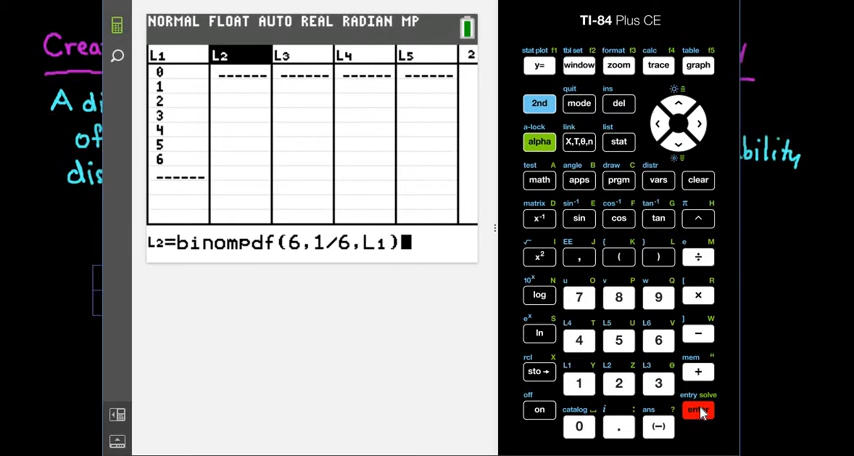 NORMAL FLOAT AUTO REAL RADIAN MP
L1 L2 L3 L4 L5 2
0 ------ ------ ------ ------
1
2
3
4
5
6
------
L2=binompdf(6,1/6,L1)
TI-84 Plus CE
stat plot f1 tbl set f2 format f3 calc f4 table f5
y= window zoom trace graph
quit ins
2nd mode del
a-lock link list
alpha X,T,θ,n stat
test A angle B draw C distr
math apps prgm vars clear
matrix D sin⁻¹ E cos⁻¹ F tan⁻¹ G π H
x⁻¹ sin cos tan ^
√ I EE J { K } L e M
x² , ( ) ÷
10ˣ N u O v P w Q [ R
log 7 8 9 ×
eˣ S L4 T L5 U L6 V ] W
ln 4 5 6 −
rcl X L1 Y L2 Z L3 θ mem "
sto→ 1 2 3 +
off catalog ⎵ i : ans ? entry solve
on 0 . (−) enter
Crea y
A di
of bability
dis